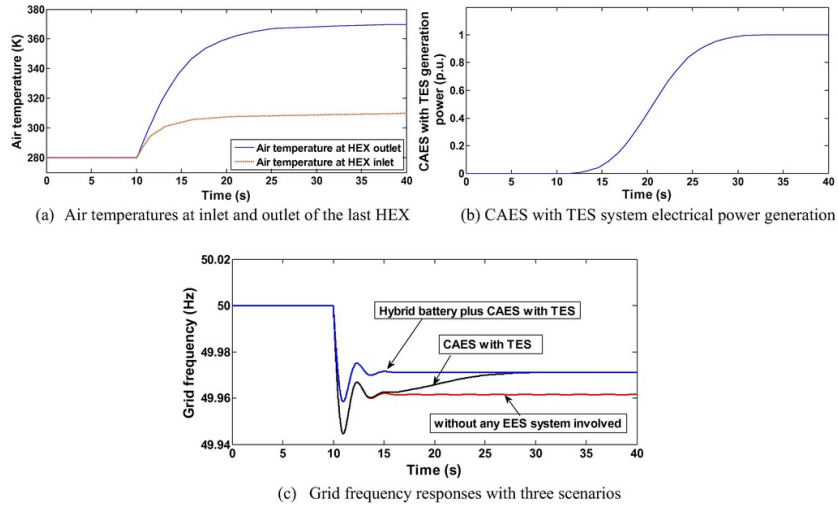 Air temperature (K)
380
360
340
320
300
280
Air temperature at HEX outlet
Air temperature at HEX inlet
0 5 10 15 20 25 30 35 40
Time (s)
(a) Air temperatures at inlet and outlet of the last HEX
CAES with TES generation
power (p.u.)
1
0.8
0.6
0.4
0.2
0
0 5 10 15 20 25 30 35 40
Time (s)
(b) CAES with TES system electrical power generation
Grid frequency (Hz)
50.02
50
49.98
49.96
49.94
Hybrid battery plus CAES with TES
CAES with TES
without any EES system involved
0 5 10 15 20 25 30 35 40
Time (s)
(c) Grid frequency responses with three scenarios